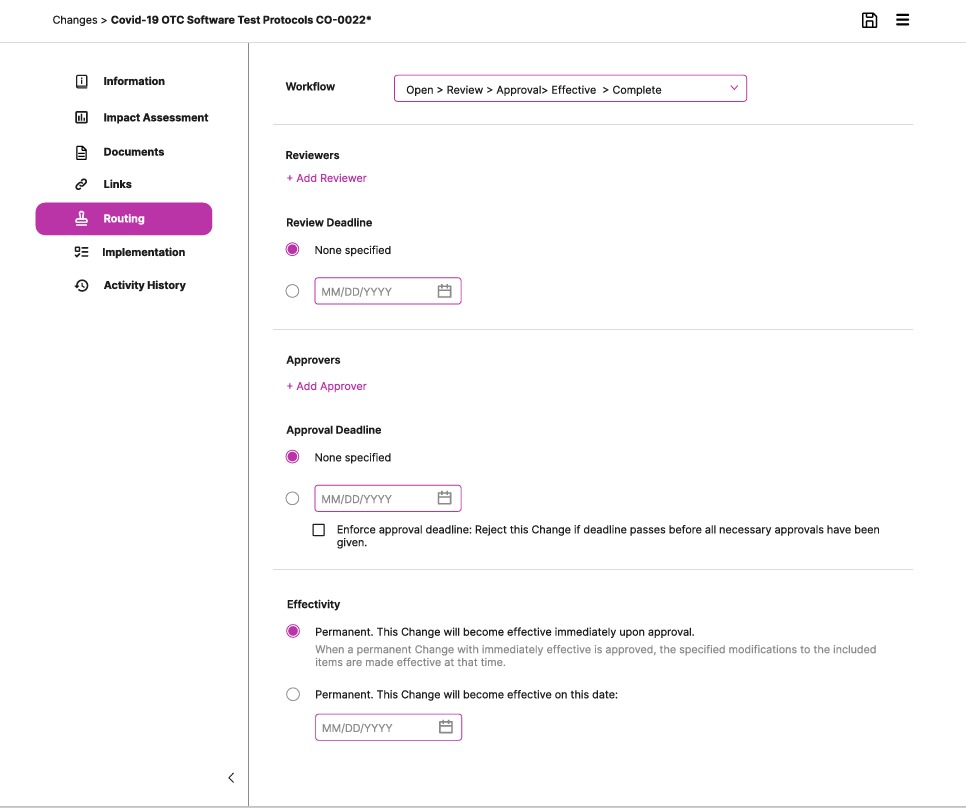 Changes > Covid-19 OTC Software Test Protocols CO-0022*
Information
Impact Assessment
Documents
Links
Routing
Implementation
Activity History
Workflow
Open > Review > Approval> Effective > Complete
Reviewers
+ Add Reviewer
Review Deadline
None specified
MM/DD/YYYY
Approvers
+ Add Approver
Approval Deadline
None specified
MM/DD/YYYY
Enforce approval deadline: Reject this Change if deadline passes before all necessary approvals have been
given.
Effectivity
Permanent. This Change will become effective immediately upon approval.
When a permanent Change with immediately effective is approved, the specified modifications to the included
items are made effective at that time.
Permanent. This Change will become effective on this date:
MM/DD/YYYY